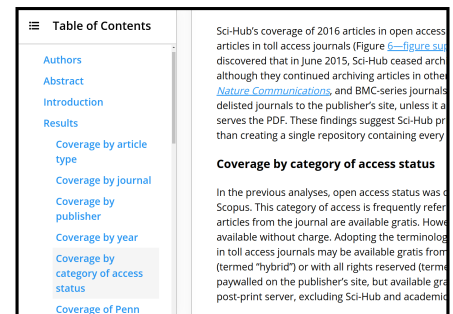 Table of Contents
Authors
Abstract
Introduction
Results
Coverage by article
type
Coverage by journal
Coverage by
publisher
Coverage by year
Coverage by
category of access
status
Coverage of Penn
Sci-Hub's coverage of 2016 articles in open access
articles in toll access journals (Figure 6—figure sup
discovered that in June 2015, Sci-Hub ceased arch
although they continued archiving articles in othe
Nature Communications, and BMC-series journals
delisted journals to the publisher's site, unless it a
serves the PDF. These findings suggest Sci-Hub pr
than creating a single repository containing every
Coverage by category of access status
In the previous analyses, open access status was d
Scopus. This category of access is frequently refer
articles from the journal are available gratis. Howe
available without charge. Adopting the terminolog
in toll access journals may be available gratis from
(termed "hybrid") or with all rights reserved (terme
paywalled on the publisher's site, but available gra
post-print server, excluding Sci-Hub and academic